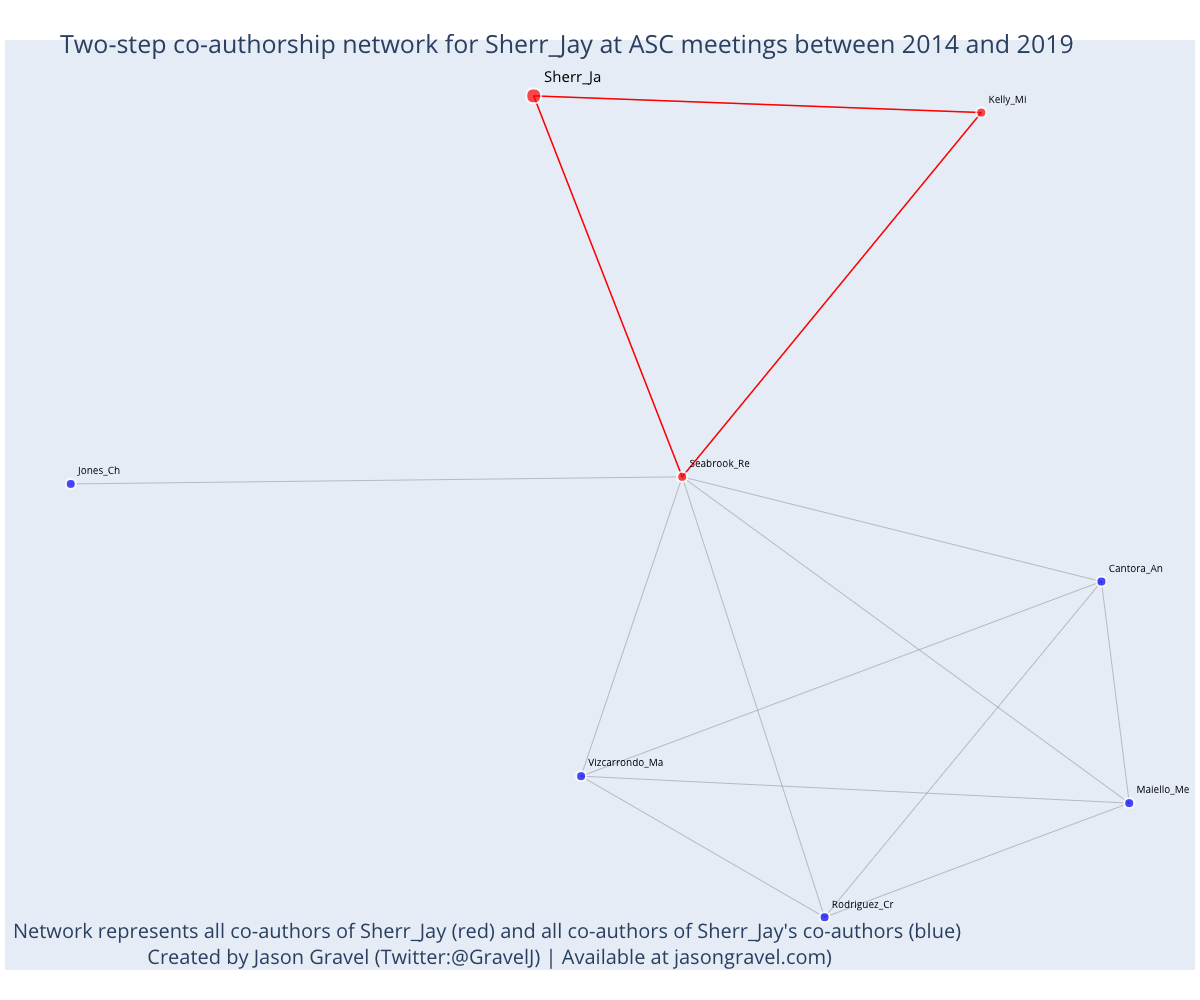 Two-step co-authorship network for Sherr_Jay at ASC meetings between 2014 and 2019
Sherr_Ja
Kelly_Mi
Jones_Ch
Seabrook_Re
Cantora_An
Vizcarrondo_Ma
Maiello_Me
Rodriguez_Cr
Network represents all co-authors of Sherr_Jay (red) and all co-authors of Sherr_Jay's co-authors (blue)
Created by Jason Gravel (Twitter:@GravelJ) | Available at jasongravel.com)